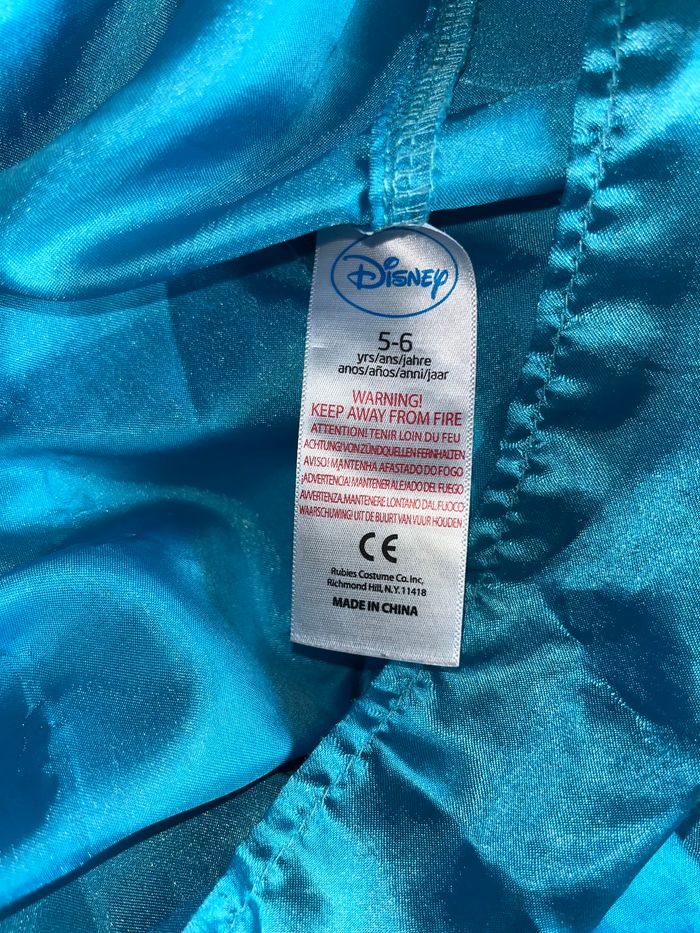 Disney
5-6
yrs/ans/jahre
anos/años/anni/jaar
WARNING!
KEEP AWAY FROM FIRE
ATTENTION! TENIR LOIN DU FEU
ACHTUNG! VON ZÜNDQUELLEN FERNHALTEN
AVISO! MANTENHA AFASTADO DO FOGO
¡ADVERTENCIA! MANTENER ALEJADO DEL FUEGO
AVVERTENZA. MANTENERE LONTANO DAL FUOCO
WAARSCHUWING! UIT DE BUURT VAN VUUR HOUDEN
CE
Rubies Costume Co. Inc,
Richmond Hill, N.Y. 11418
MADE IN CHINA